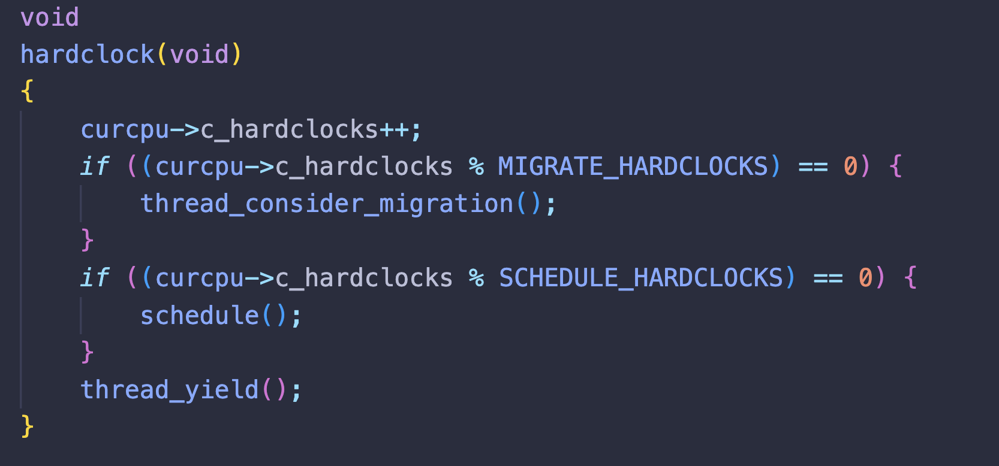 void
hardclock(void)
{
    curcpu->c_hardclocks++;
    if ((curcpu->c_hardclocks % MIGRATE_HARDCLOCKS) == 0) {
        thread_consider_migration();
    }
    if ((curcpu->c_hardclocks % SCHEDULE_HARDCLOCKS) == 0) {
        schedule();
    }
    thread_yield();
}